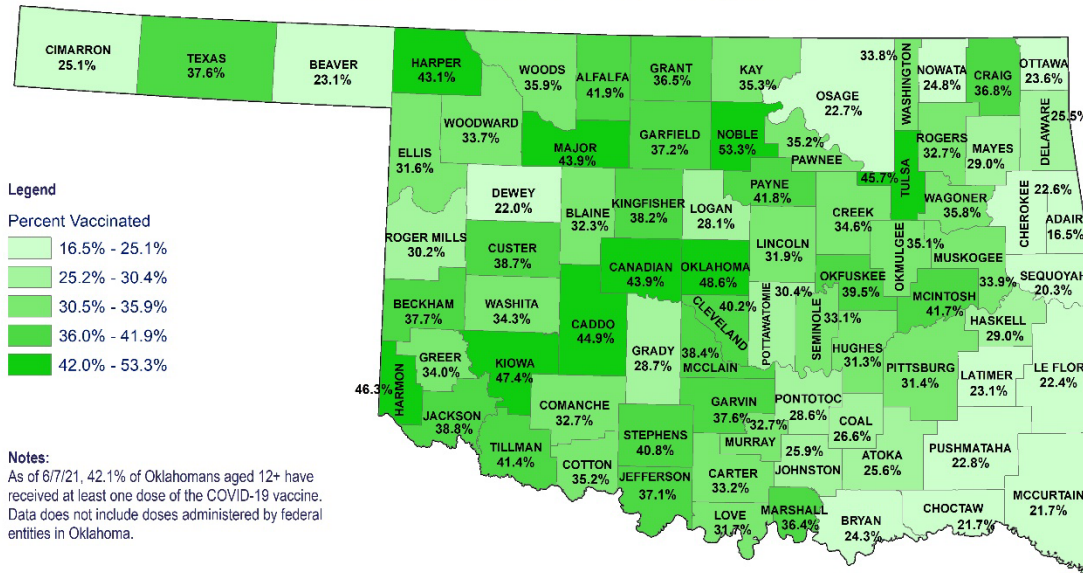 CIMARRON
25.1%
TEXAS
37.6%
BEAVER
23.1%
HARPER
43.1%
WOODS
35.9%
ALFALFA
41.9%
GRANT
36.5%
KAY
35.3%
OSAGE
22.7%
33.8%
WASHINGTON
NOWATA
24.8%
CRAIG
36.8%
OTTAWA
23.6%
25.5%
DELAWARE
ELLIS
31.6%
WOODWARD
33.7%
MAJOR
43.9%
GARFIELD
37.2%
NOBLE
53.3%
35.2%
PAWNEE
45.7%
TULSA
ROGERS
32.7%
MAYES
29.0%
DEWEY
22.0%
BLAINE
32.3%
KINGFISHER
38.2%
LOGAN
28.1%
PAYNE
41.8%
CREEK
34.6%
WAGONER
35.8%
CHEROKEE
22.6%
ADAIR
16.5%
ROGER MILLS
30.2%
CUSTER
38.7%
CANADIAN
43.9%
OKLAHOMA
48.6%
LINCOLN
31.9%
OKMULGEE
35.1%
MUSKOGEE
33.9%
SEQUOYAH
20.3%
BECKHAM
37.7%
WASHITA
34.3%
CADDO
44.9%
GRADY
28.7%
40.2%
CLEVELAND
38.4%
MCCLAIN
POTTAWATOMIE
30.4%
SEMINOLE
33.1%
OKFUSKEE
39.5%
MCINTOSH
41.7%
HASKELL
29.0%
46.3%
HARMON
GREER
34.0%
KIOWA
47.4%
HUGHES
31.3%
PITTSBURG
31.4%
LATIMER
23.1%
LE FLOR
22.4%
JACKSON
38.8%
TILLMAN
41.4%
COMANCHE
32.7%
COTTON
35.2%
STEPHENS
40.8%
GARVIN
37.6%
32.7%
MURRAY
PONTOTOC
28.6%
COAL
26.6%
25.9%
JOHNSTON
ATOKA
25.6%
PUSHMATAHA
22.8%
JEFFERSON
37.1%
CARTER
33.2%
LOVE
31.7%
MARSHALL
36.4%
BRYAN
24.3%
CHOCTAW
21.7%
MCCURTAIN
21.7%
Legend
Percent Vaccinated
16.5% - 25.1%
25.2% - 30.4%
30.5% - 35.9%
36.0% - 41.9%
42.0% - 53.3%
Notes:
As of 6/7/21, 42.1% of Oklahomans aged 12+ have
received at least one dose of the COVID-19 vaccine.
Data does not include doses administered by federal
entities in Oklahoma.